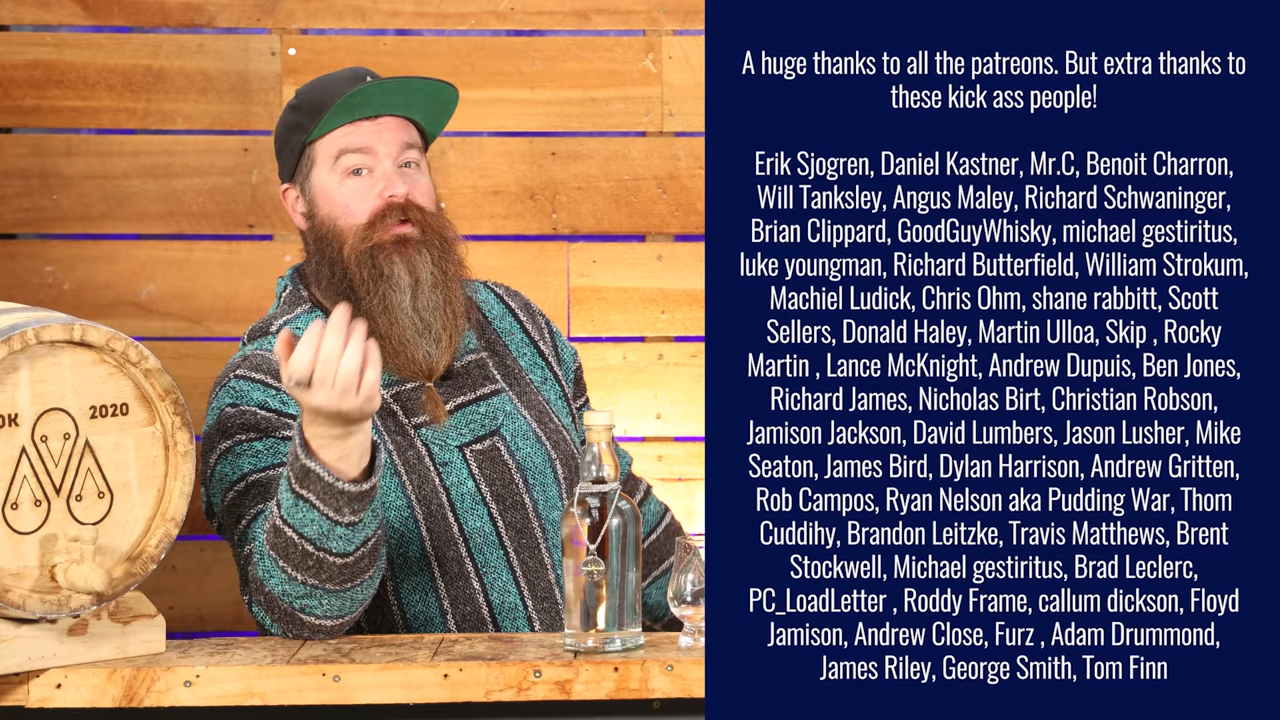 A huge thanks to all the patreons. But extra thanks to
these kick ass people!
Erik Sjogren, Daniel Kastner, Mr.C, Benoit Charron,
Will Tanksley, Angus Maley, Richard Schwaninger,
Brian Clippard, GoodGuyWhisky, michael gestiritus,
luke youngman, Richard Butterfield, William Strokum,
Machiel Ludick, Chris Ohm, shane rabbitt, Scott
Sellers, Donald Haley, Martin Ulloa, Skip , Rocky
Martin , Lance McKnight, Andrew Dupuis, Ben Jones,
Richard James, Nicholas Birt, Christian Robson,
Jamison Jackson, David Lumbers, Jason Lusher, Mike
Seaton, James Bird, Dylan Harrison, Andrew Gritten,
Rob Campos, Ryan Nelson aka Pudding War, Thom
Cuddihy, Brandon Leitzke, Travis Matthews, Brent
Stockwell, Michael gestiritus, Brad Leclerc,
PC_LoadLetter , Roddy Frame, callum dickson, Floyd
Jamison, Andrew Close, Furz , Adam Drummond,
James Riley, George Smith, Tom Finn
2020